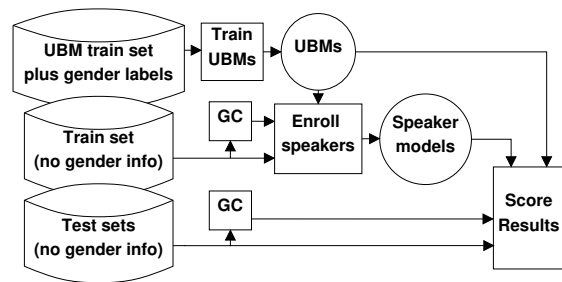 UBM train set
plus gender labels
Train
UBMs
UBMs
Train set
(no gender info)
GC
Enroll
speakers
Speaker
models
Test sets
(no gender info)
GC
Score
Results